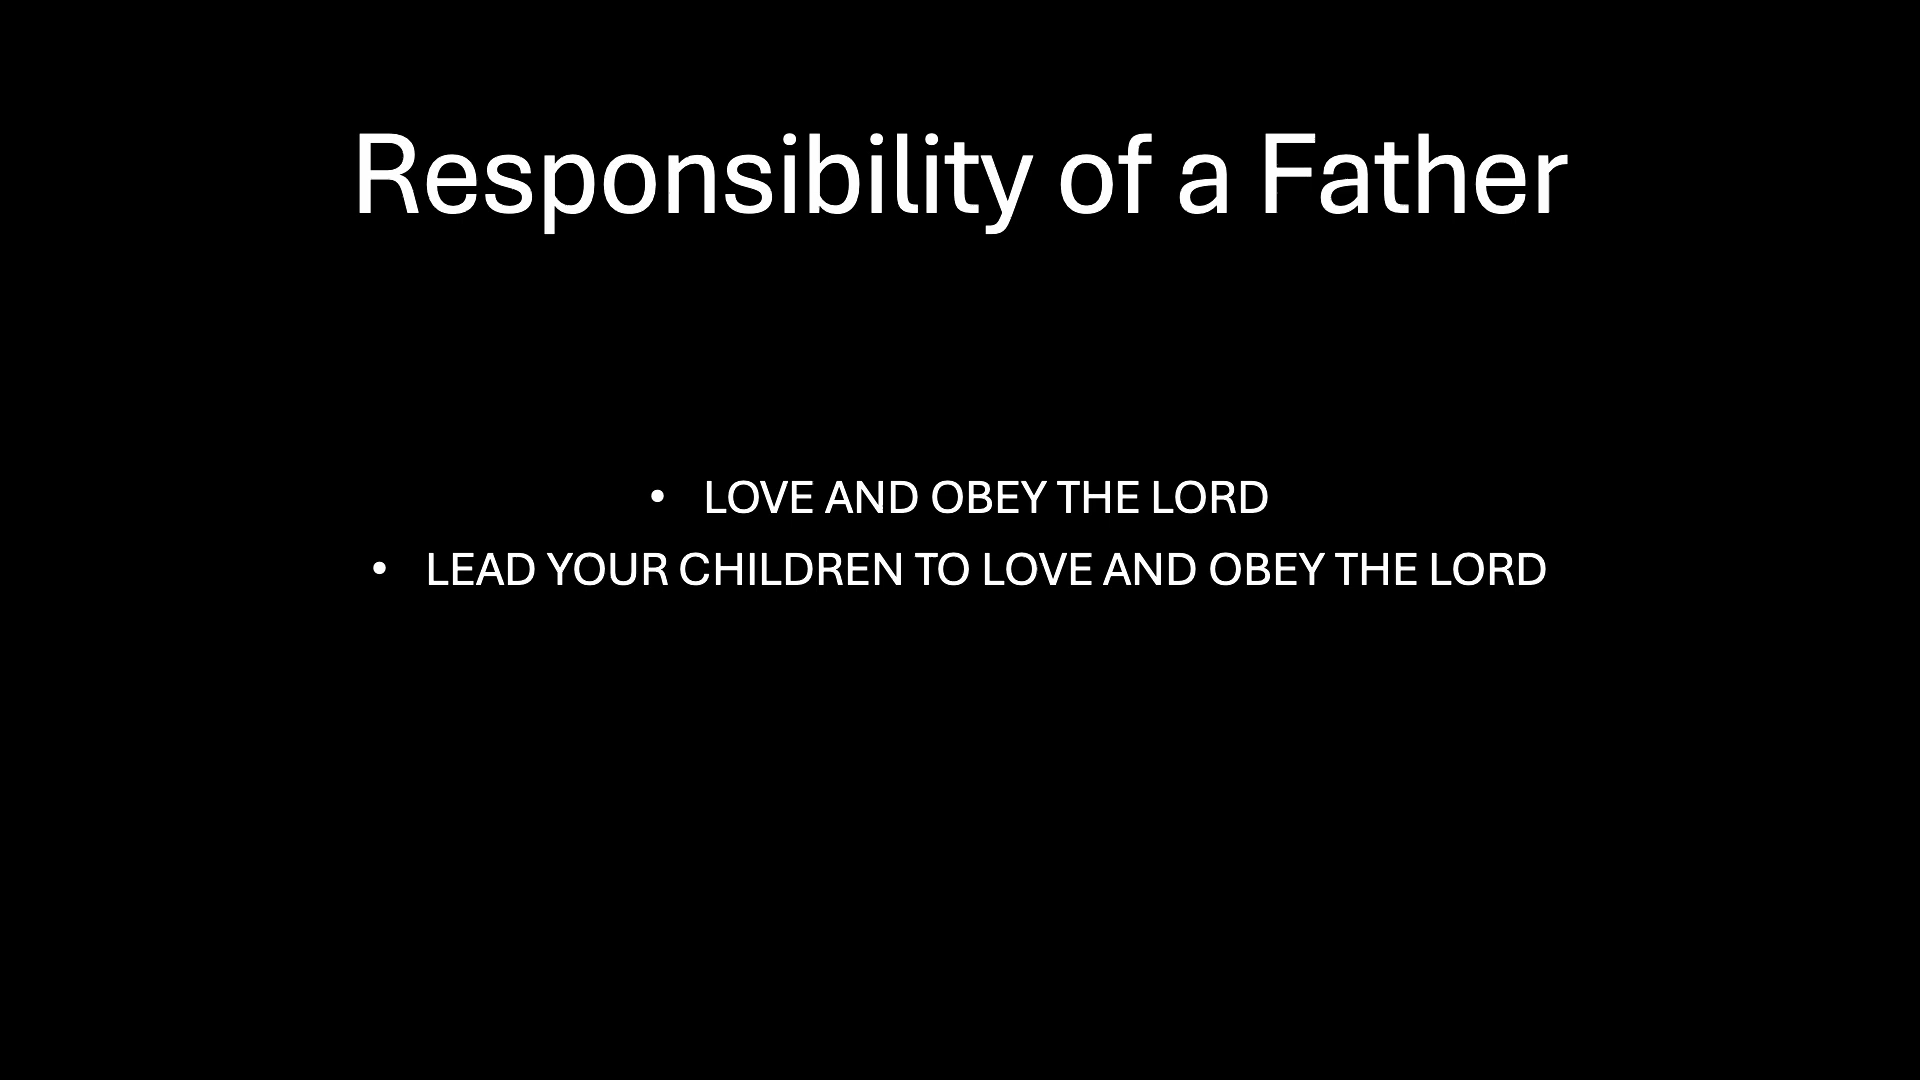 Responsibility of a Father
• LOVE AND OBEY THE LORD
• LEAD YOUR CHILDREN TO LOVE AND OBEY THE LORD